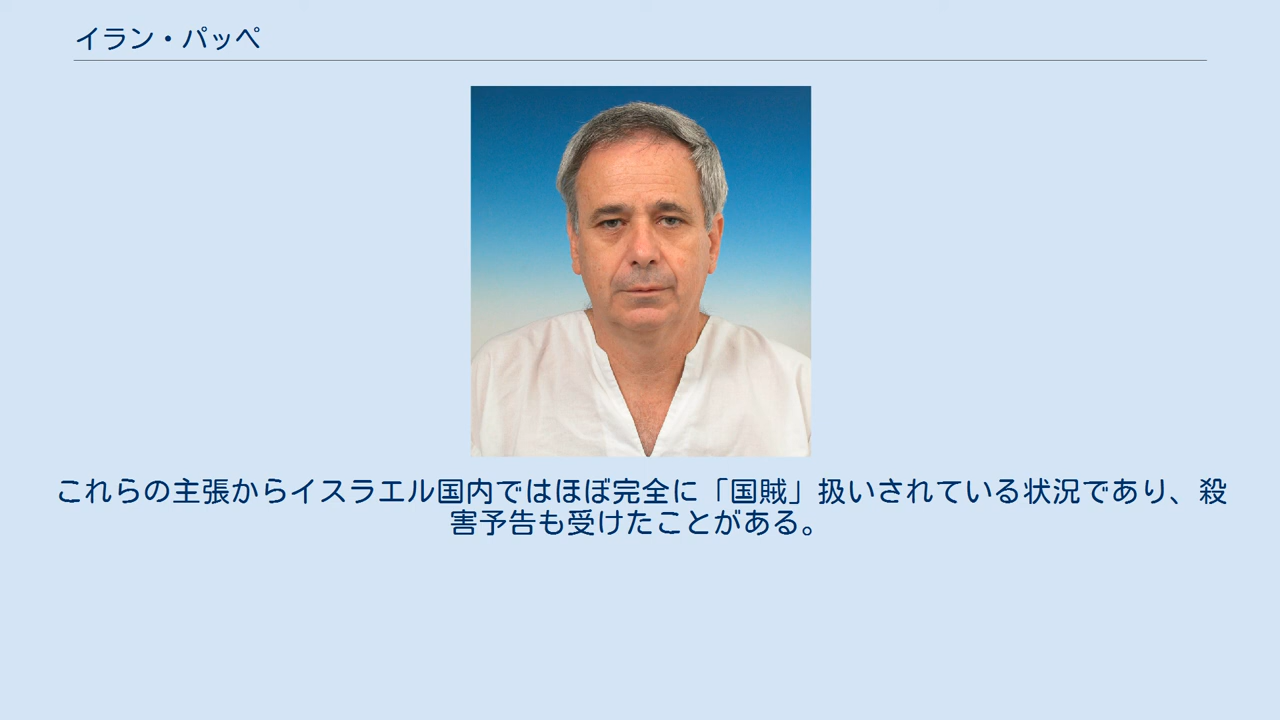 イラン・パッペ
これらの主張からイスラエル国内ではほぼ完全に「国賊」扱いされている状況であり、殺
害予告も受けたことがある。